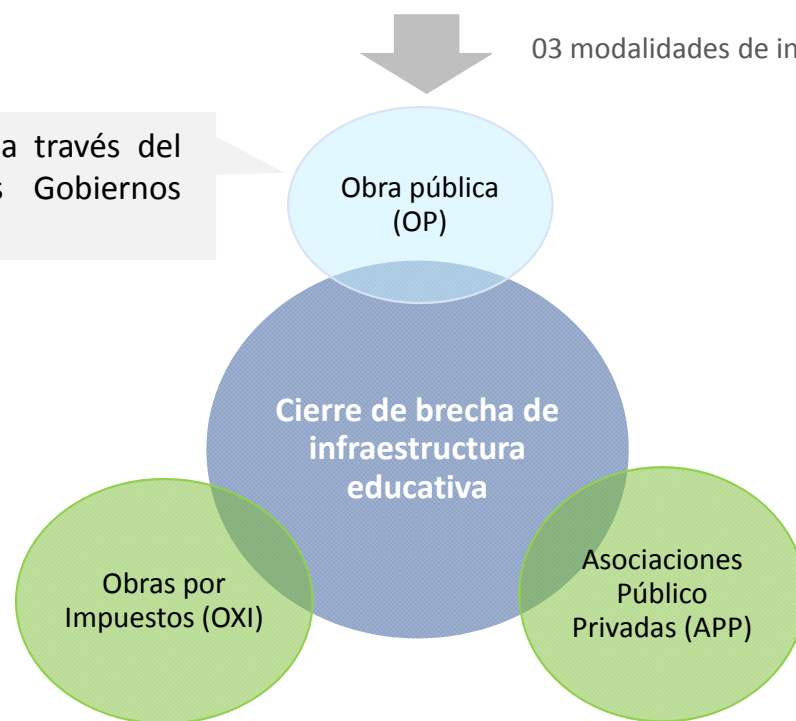 03 modalidades de in
a través del
Gobiernos
Obra pública
(OP)
Cierre de brecha de
infraestructura
educativa
Obras por
Impuestos (OXI)
Asociaciones
Público
Privadas (APP)